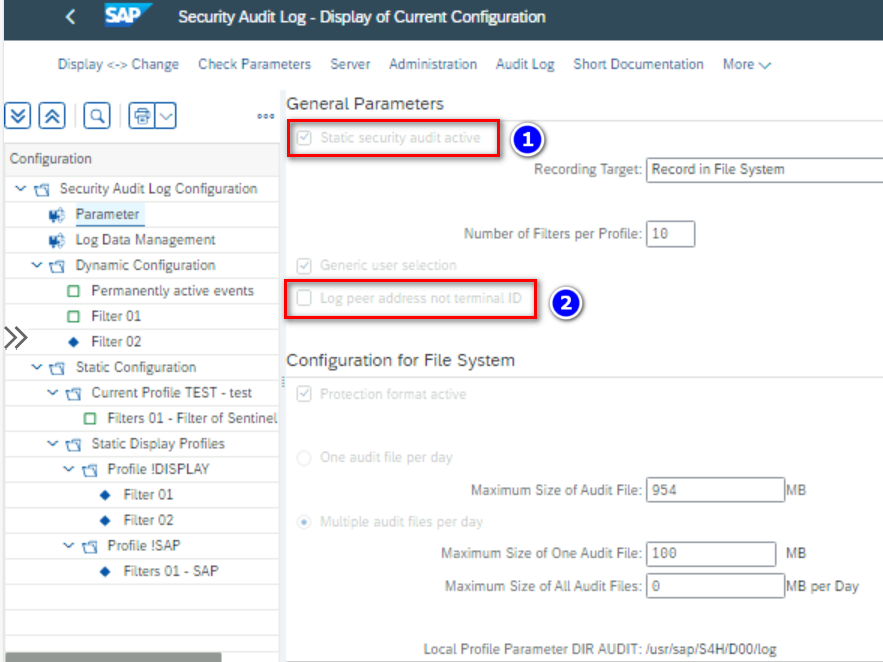 SAP Security Audit Log - Display of Current Configuration
Display <-> Change Check Parameters Server Administration Audit Log Short Documentation More
Configuration
Security Audit Log Configuration
Parameter
Log Data Management
Dynamic Configuration
Permanently active events
Filter 01
Filter 02
Static Configuration
Current Profile TEST - test
Filters 01 - Filter of Sentinel
Static Display Profiles
Profile !DISPLAY
Filter 01
Filter 02
Profile !SAP
Filters 01 - SAP
General Parameters
Static security audit active 1
Recording Target: Record in File System
Number of Filters per Profile: 10
Generic user selection
Log peer address not terminal ID 2
Configuration for File System
Protection format active
One audit file per day
Maximum Size of Audit File: 954 MB
Multiple audit files per day
Maximum Size of One Audit File: 100 MB
Maximum Size of All Audit Files: 0 MB per Day
Local Profile Parameter DIR AUDIT: /usr/sap/S4H/D00/log